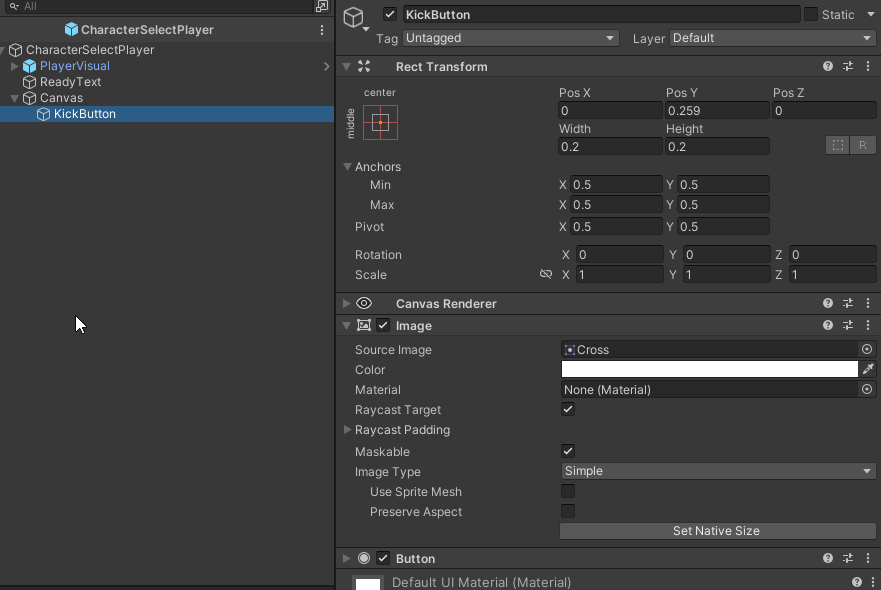 All
CharacterSelectPlayer
CharacterSelectPlayer
PlayerVisual
ReadyText
Canvas
KickButton
KickButton
Static
Tag Untagged Layer Default
Rect Transform
center
middle
Pos X Pos Y Pos Z
0 0.259 0
Width Height
0.2 0.2
R
Anchors
Min X 0.5 Y 0.5
Max X 0.5 Y 0.5
Pivot X 0.5 Y 0.5
Rotation X 0 Y 0 Z 0
Scale X 1 Y 1 Z 1
Canvas Renderer
Image
Source Image Cross
Color
Material None (Material)
Raycast Target
Raycast Padding
Maskable
Image Type Simple
Use Sprite Mesh
Preserve Aspect
Set Native Size
Button
Default UI Material (Material)